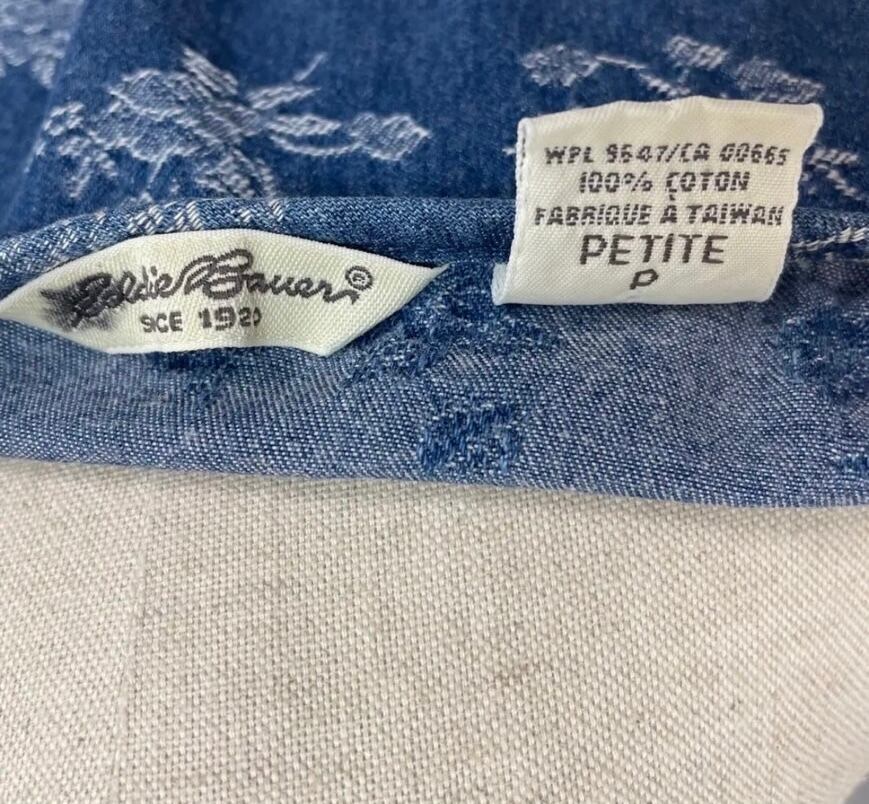 Eddie Bauer®
SCE 1920
WPL 9647/CA 00665
100% COTON
FABRIQUE À TAIWAN
PETITE
P